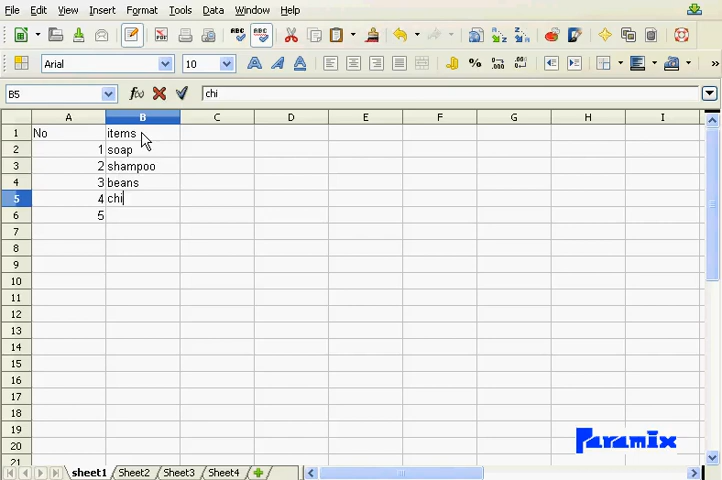 File Edit View Insert Format Tools Data Window Help
ABC ABC
Arial 10
B5 chi
A B C D E F G H I
1 No items
2 1 soap
3 2 shampoo
4 3 beans
5 4 chi
6 5
7
8
9
10
11
12
13
14
15
16
17
18
19
20
21
Paramix
sheet1 Sheet2 Sheet3 Sheet4